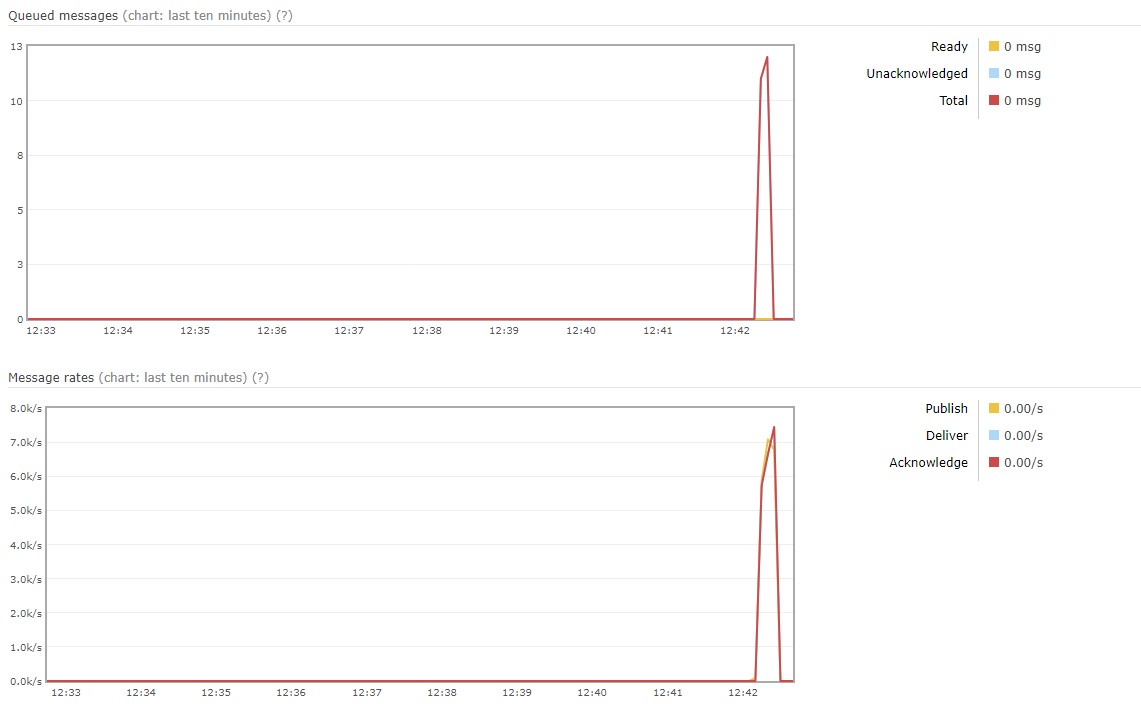 Queued messages (chart: last ten minutes) (?)
13
10
8
5
3
0
12:33 12:34 12:35 12:36 12:37 12:38 12:39 12:40 12:41 12:42
Ready 0 msg
Unacknowledged 0 msg
Total 0 msg
Message rates (chart: last ten minutes) (?)
8.0k/s
7.0k/s
6.0k/s
5.0k/s
4.0k/s
3.0k/s
2.0k/s
1.0k/s
0.0k/s
12:33 12:34 12:35 12:36 12:37 12:38 12:39 12:40 12:41 12:42
Publish 0.00/s
Deliver 0.00/s
Acknowledge 0.00/s